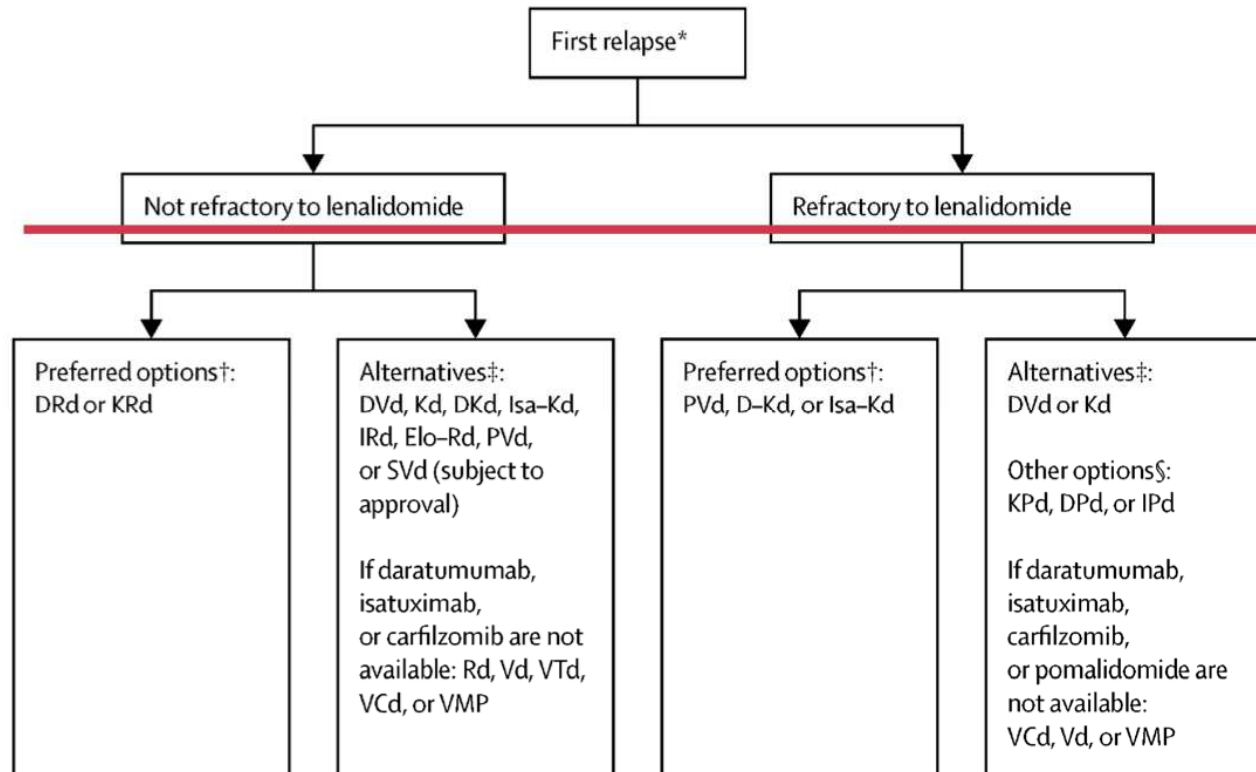 First relapse*
Not refractory to lenalidomide
Refractory to lenalidomide
Preferred options†:
DRd or KRd
Alternatives‡:
DVd, Kd, DKd, Isa–Kd,
IRd, Elo–Rd, PVd,
or SVd (subject to
approval)
If daratumumab,
isatuximab,
or carfilzomib are not
available: Rd, Vd, VTd,
VCd, or VMP
Preferred options†:
PVd, D–Kd, or Isa–Kd
Alternatives‡:
DVd or Kd
Other options§:
KPd, DPd, or IPd
If daratumumab,
isatuximab,
carfilzomib,
or pomalidomide are
not available:
VCd, Vd, or VMP